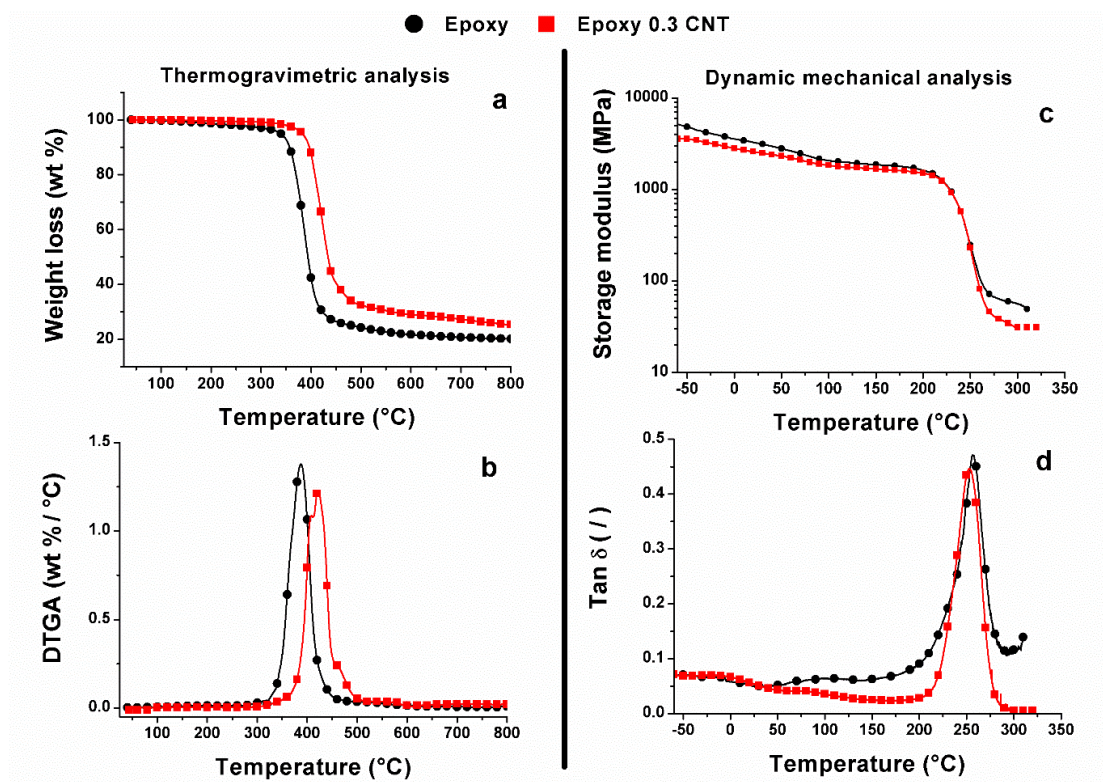 Epoxy Epoxy 0.3 CNT
Thermogravimetric analysis
a
100
80
60
40
20
Weight loss (wt %)
100 200 300 400 500 600 700 800
Temperature (°C)
b
1.5
1.0
0.5
0.0
DTGA (wt % / °C)
100 200 300 400 500 600 700 800
Temperature (°C)
Dynamic mechanical analysis
c
10000
1000
100
10
Storage modulus (MPa)
-50 0 50 100 150 200 250 300 350
Temperature (°C)
d
0.5
0.4
0.3
0.2
0.1
0.0
Tan δ ( / )
-50 0 50 100 150 200 250 300 350
Temperature (°C)